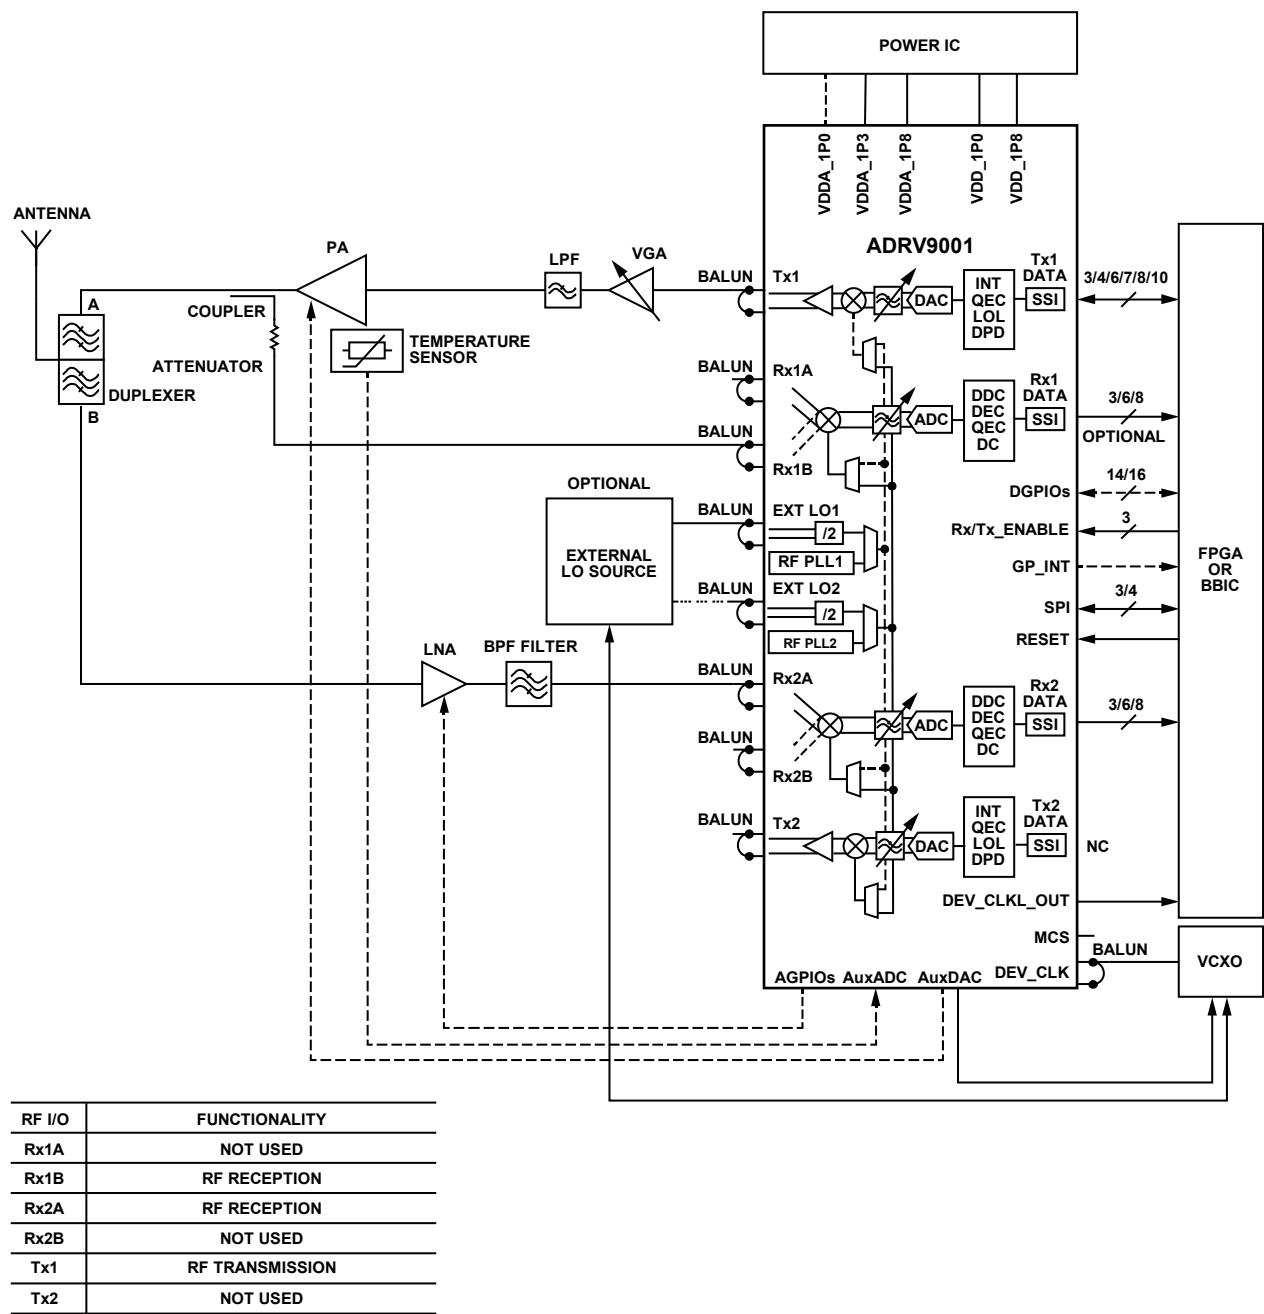 POWER IC
VDDA_1P0
VDDA_1P3
VDDA_1P8
VDD_1P0
VDD_1P8
ANTENNA
ADRV9001
PA
LPF
VGA
BALUN
Tx1
DAC
INT
QEC
LOL
DPD
Tx1
DATA
SSI
3/4/6/7/8/10
A
COUPLER
ATTENUATOR
TEMPERATURE
SENSOR
DUPLEXER
B
BALUN
Rx1A
ADC
DDC
DEC
QEC
DC
Rx1
DATA
SSI
3/6/8
OPTIONAL
BALUN
Rx1B
OPTIONAL
EXTERNAL
LO SOURCE
BALUN
EXT LO1
/2
RF PLL1
BALUN
EXT LO2
/2
RF PLL2
DGPIOs
14/16
Rx/Tx_ENABLE
3
GP_INT
SPI
3/4
RESET
FPGA
OR
BBIC
LNA
BPF FILTER
BALUN
Rx2A
ADC
DDC
DEC
QEC
DC
Rx2
DATA
SSI
3/6/8
BALUN
Rx2B
BALUN
Tx2
DAC
INT
QEC
LOL
DPD
Tx2
DATA
SSI
NC
DEV_CLKL_OUT
MCS
BALUN
DEV_CLK
VCXO
AGPIOs
AuxADC
AuxDAC
RF I/O FUNCTIONALITY
Rx1A NOT USED
Rx1B RF RECEPTION
Rx2A RF RECEPTION
Rx2B NOT USED
Tx1 RF TRANSMISSION
Tx2 NOT USED